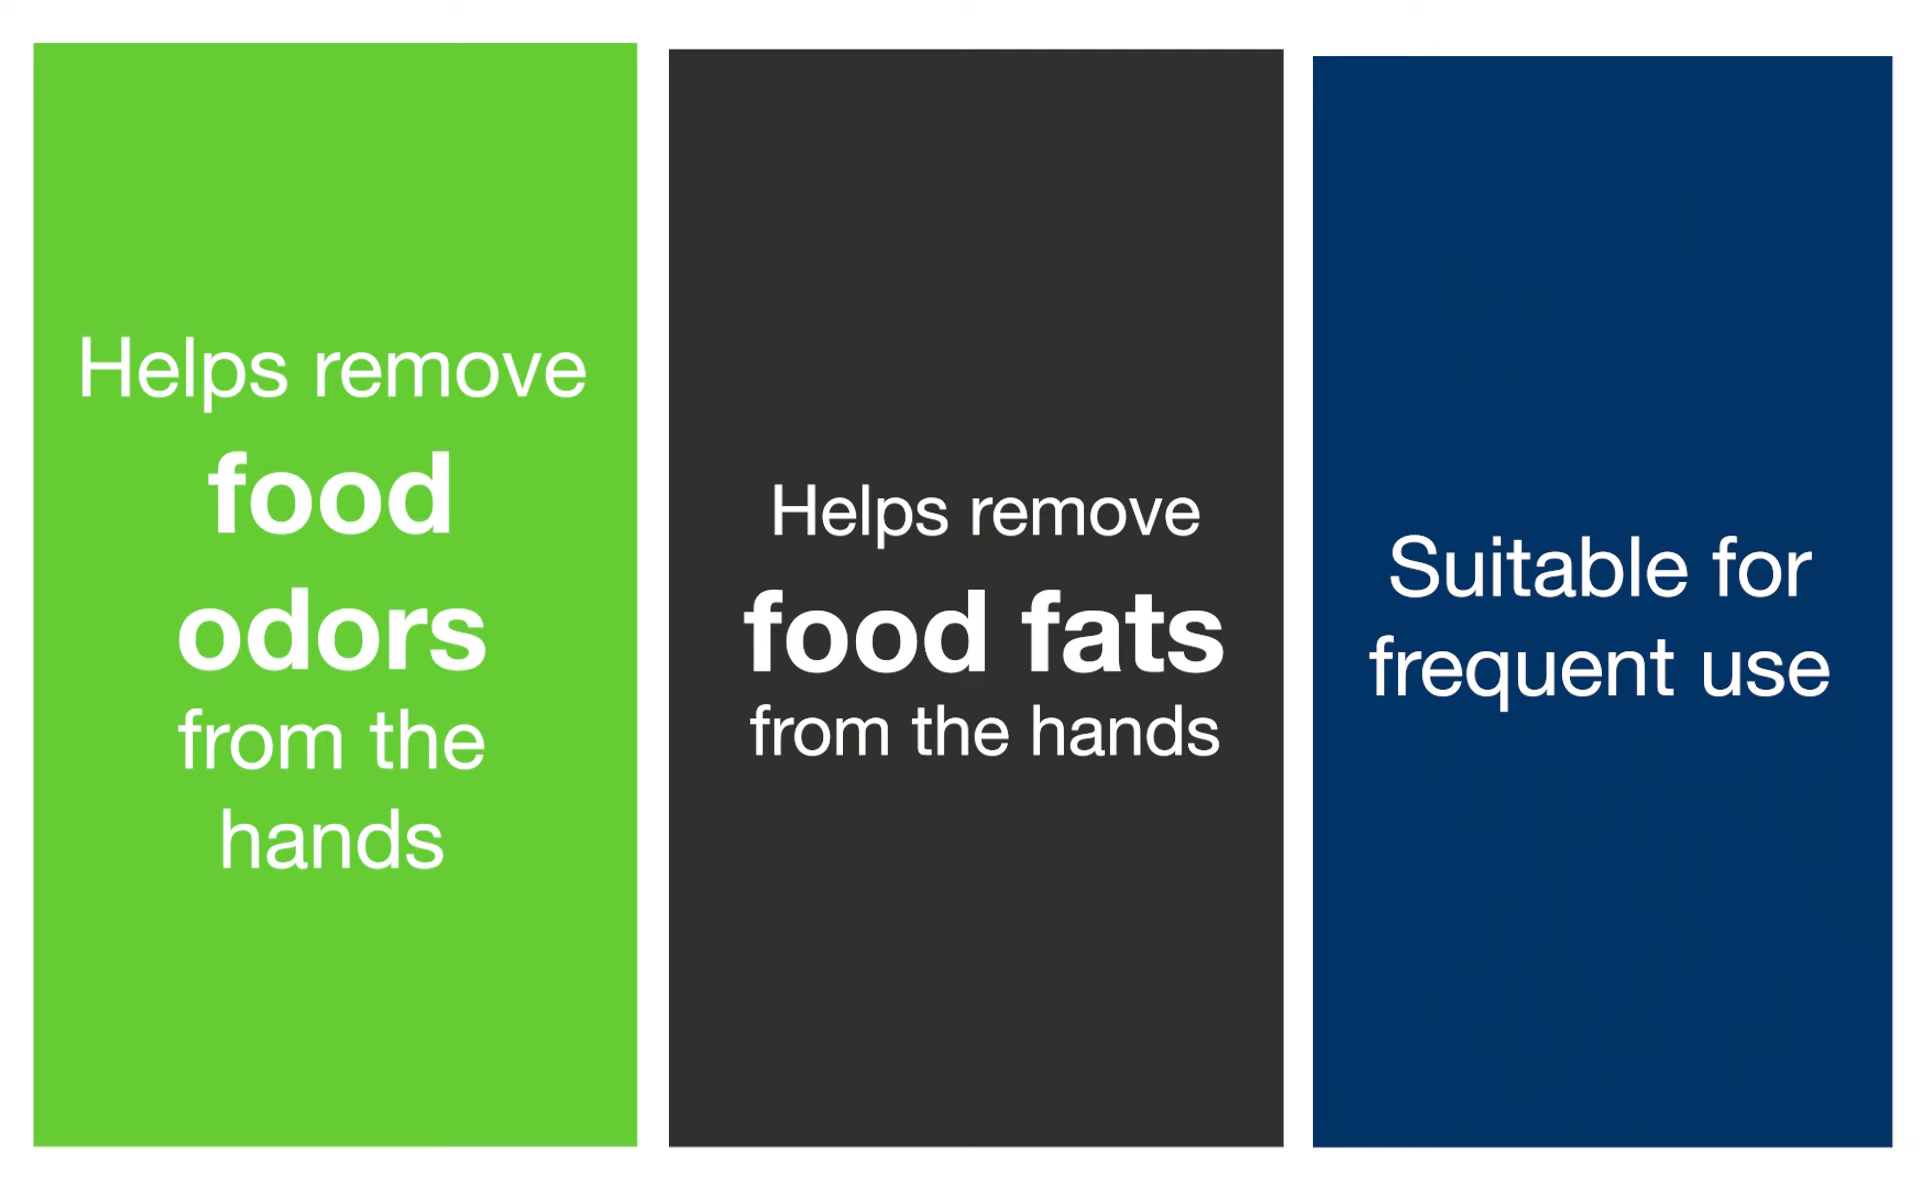 Helps remove
food
odors
from the
hands
Helps remove
food fats
from the hands
Suitable for
frequent use